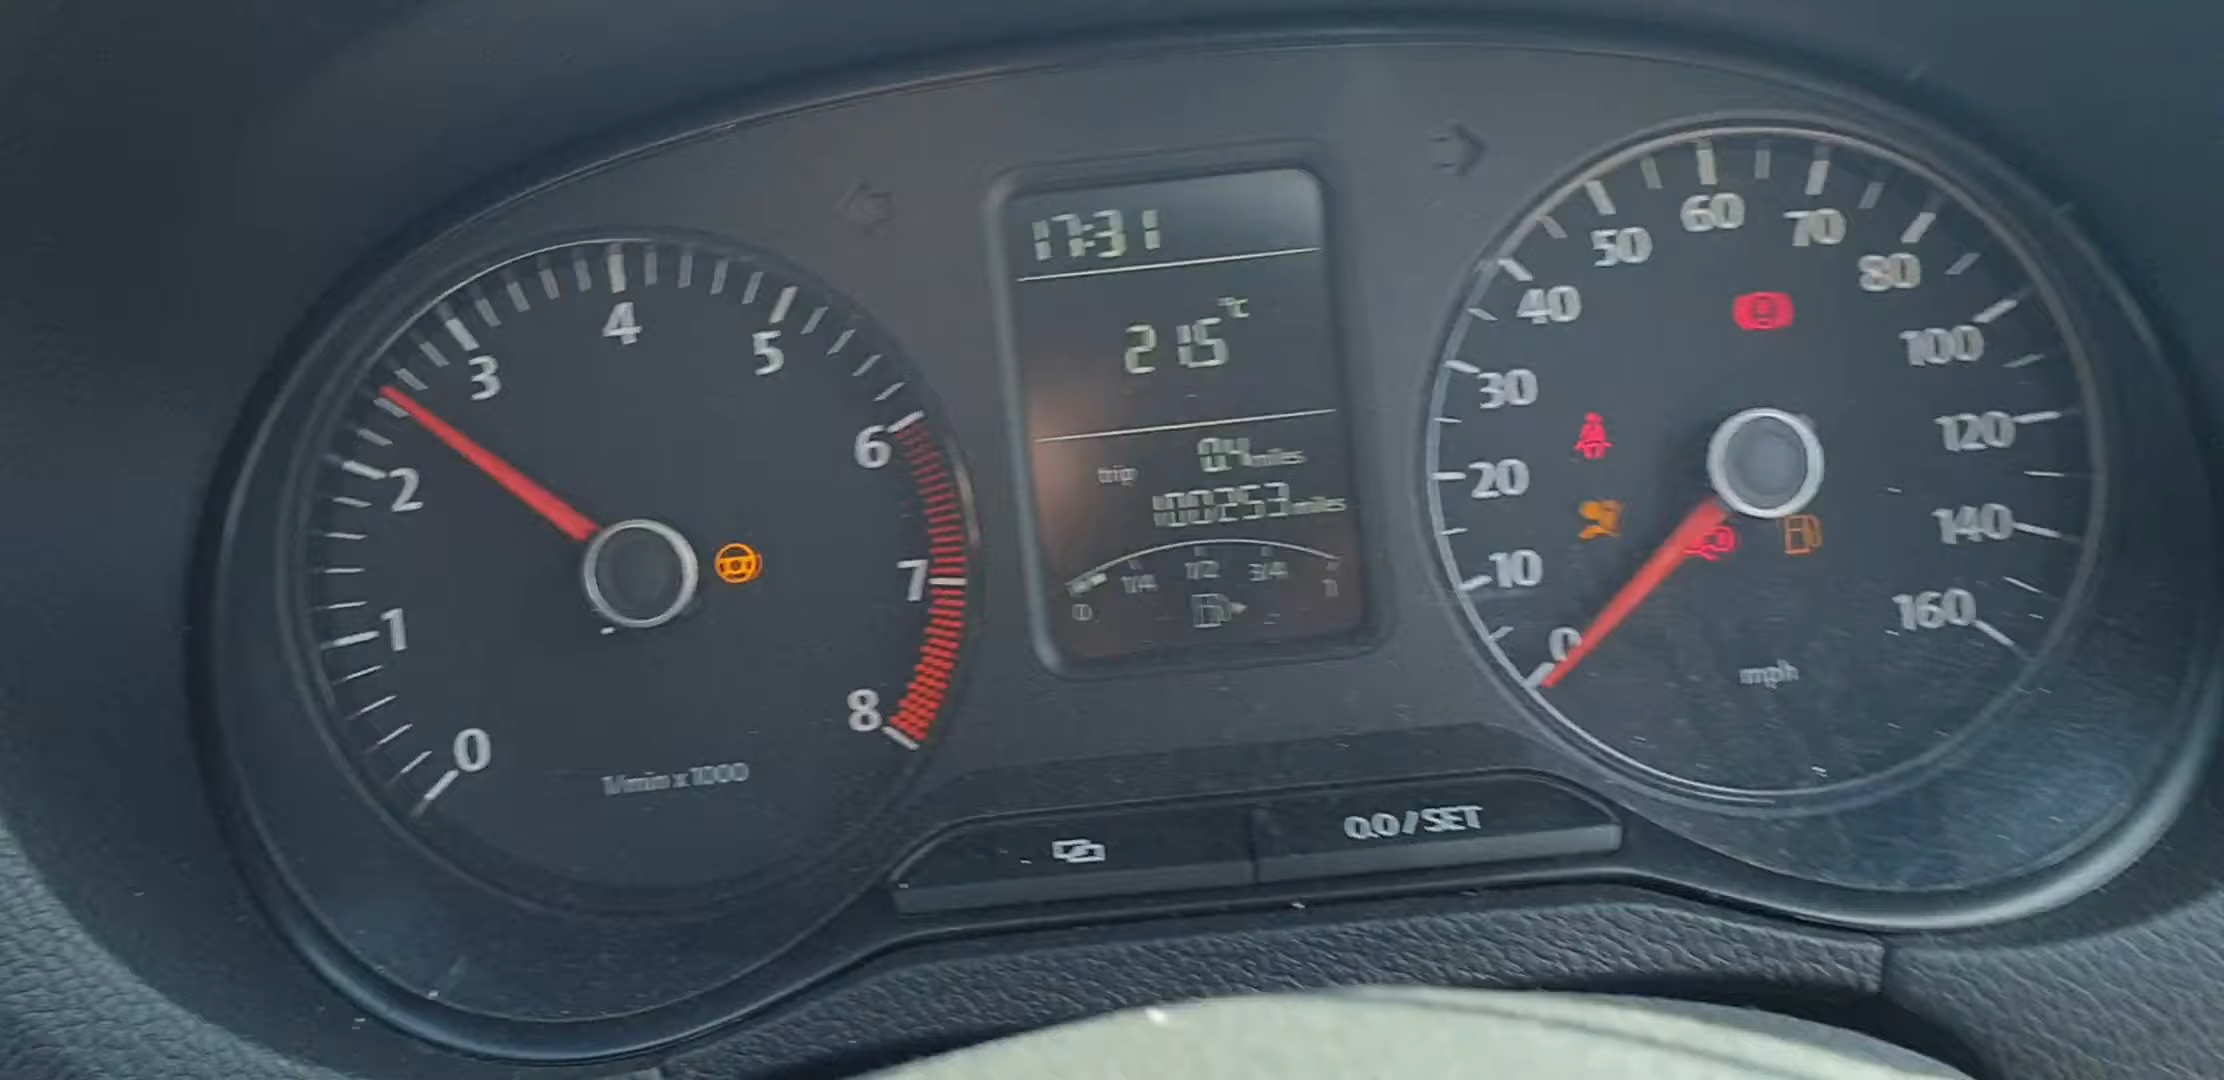 17:31
21.5 °C
trip 0.4 miles
100253 miles
0 1/4 1/2 3/4 1
0 1 2 3 4 5 6 7 8
1/min x 1000
0 10 20 30 40 50 60 70 80 100 120 140 160
mph
0.0/SET